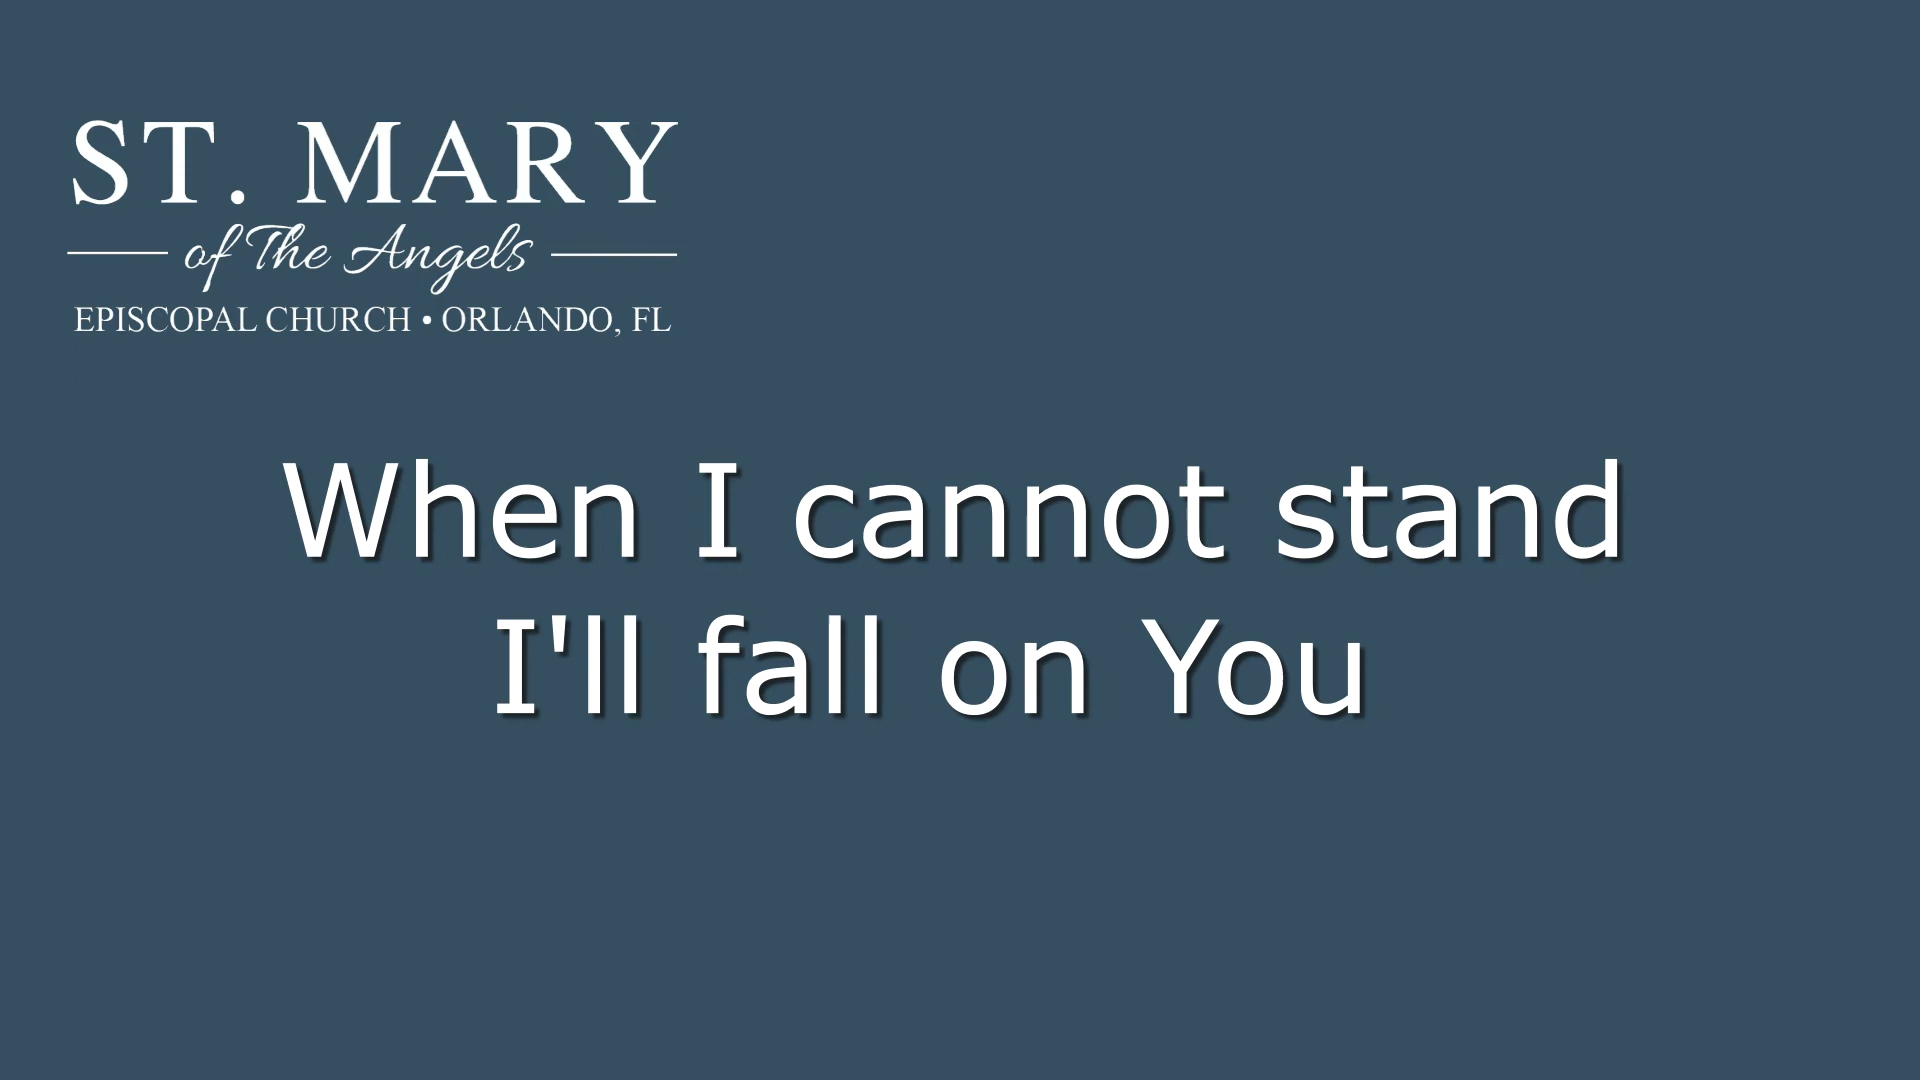 ST. MARY
of The Angels
EPISCOPAL CHURCH • ORLANDO, FL
When I cannot stand
I'll fall on You